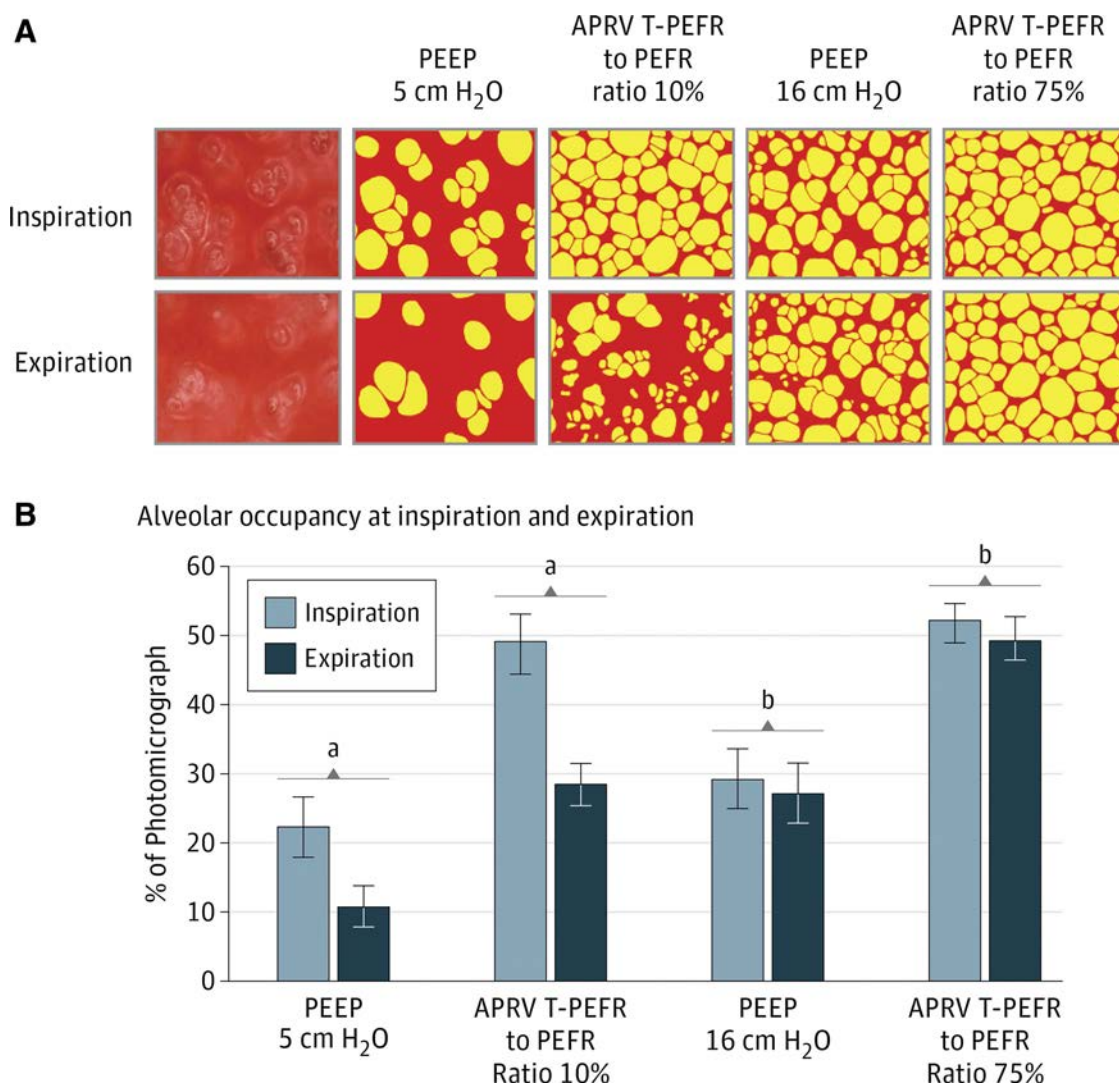 A
PEEP
5 cm H₂O
APRV T-PEFR
to PEFR
ratio 10%
PEEP
16 cm H₂O
APRV T-PEFR
to PEFR
ratio 75%
Inspiration
Expiration
B
Alveolar occupancy at inspiration and expiration
% of Photomicrograph
60
50
40
30
20
10
0
Inspiration
Expiration
a
a
b
b
PEEP
5 cm H₂O
APRV T-PEFR
to PEFR
Ratio 10%
PEEP
16 cm H₂O
APRV T-PEFR
to PEFR
Ratio 75%